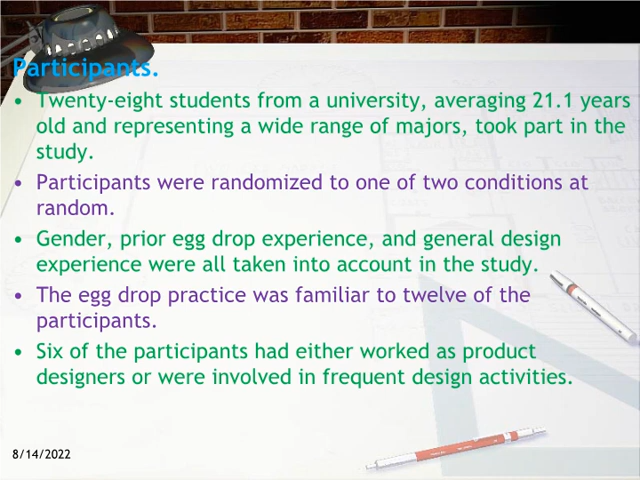 Participants.
• Twenty-eight students from a university, averaging 21.1 years
old and representing a wide range of majors, took part in the
study.
• Participants were randomized to one of two conditions at
random.
• Gender, prior egg drop experience, and general design
experience were all taken into account in the study.
• The egg drop practice was familiar to twelve of the
participants.
• Six of the participants had either worked as product
designers or were involved in frequent design activities.
8/14/2022